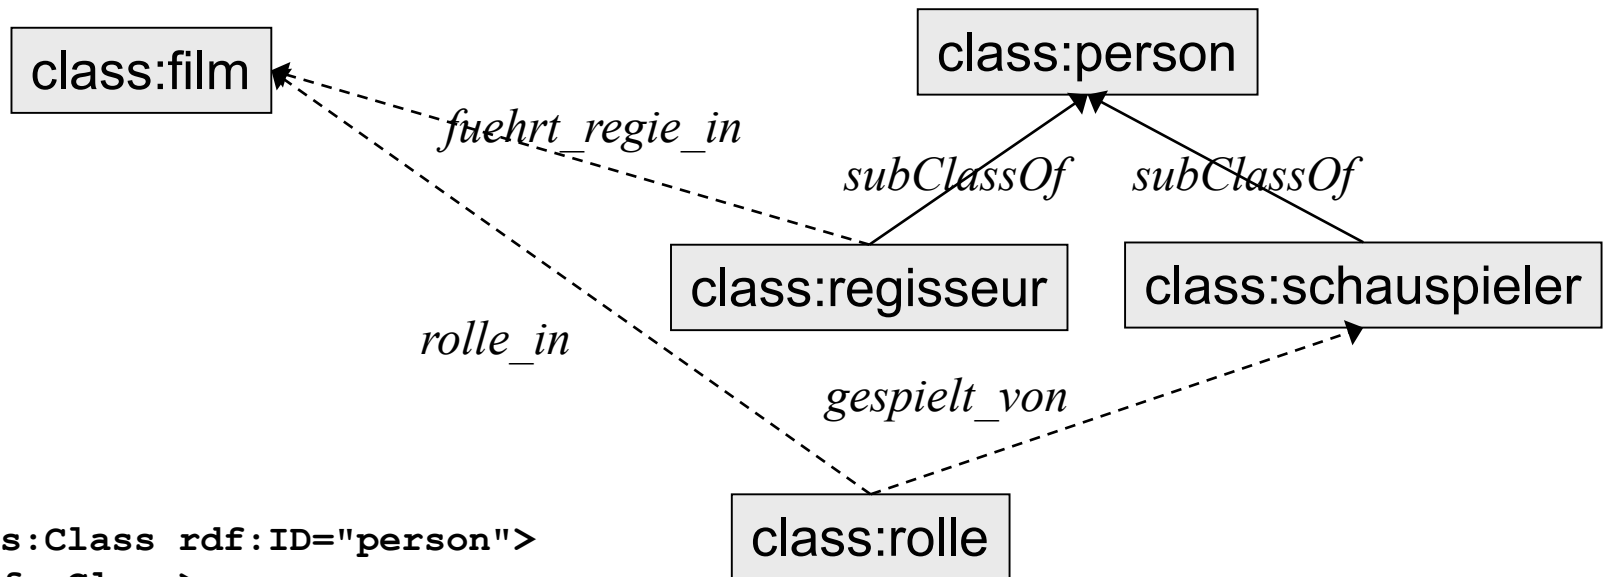 class:film
class:person
fuehrt_regie_in
subClassOf
subClassOf
class:regisseur
class:schauspieler
rolle_in
gespielt_von
s:Class rdf:ID="person">
class:rolle